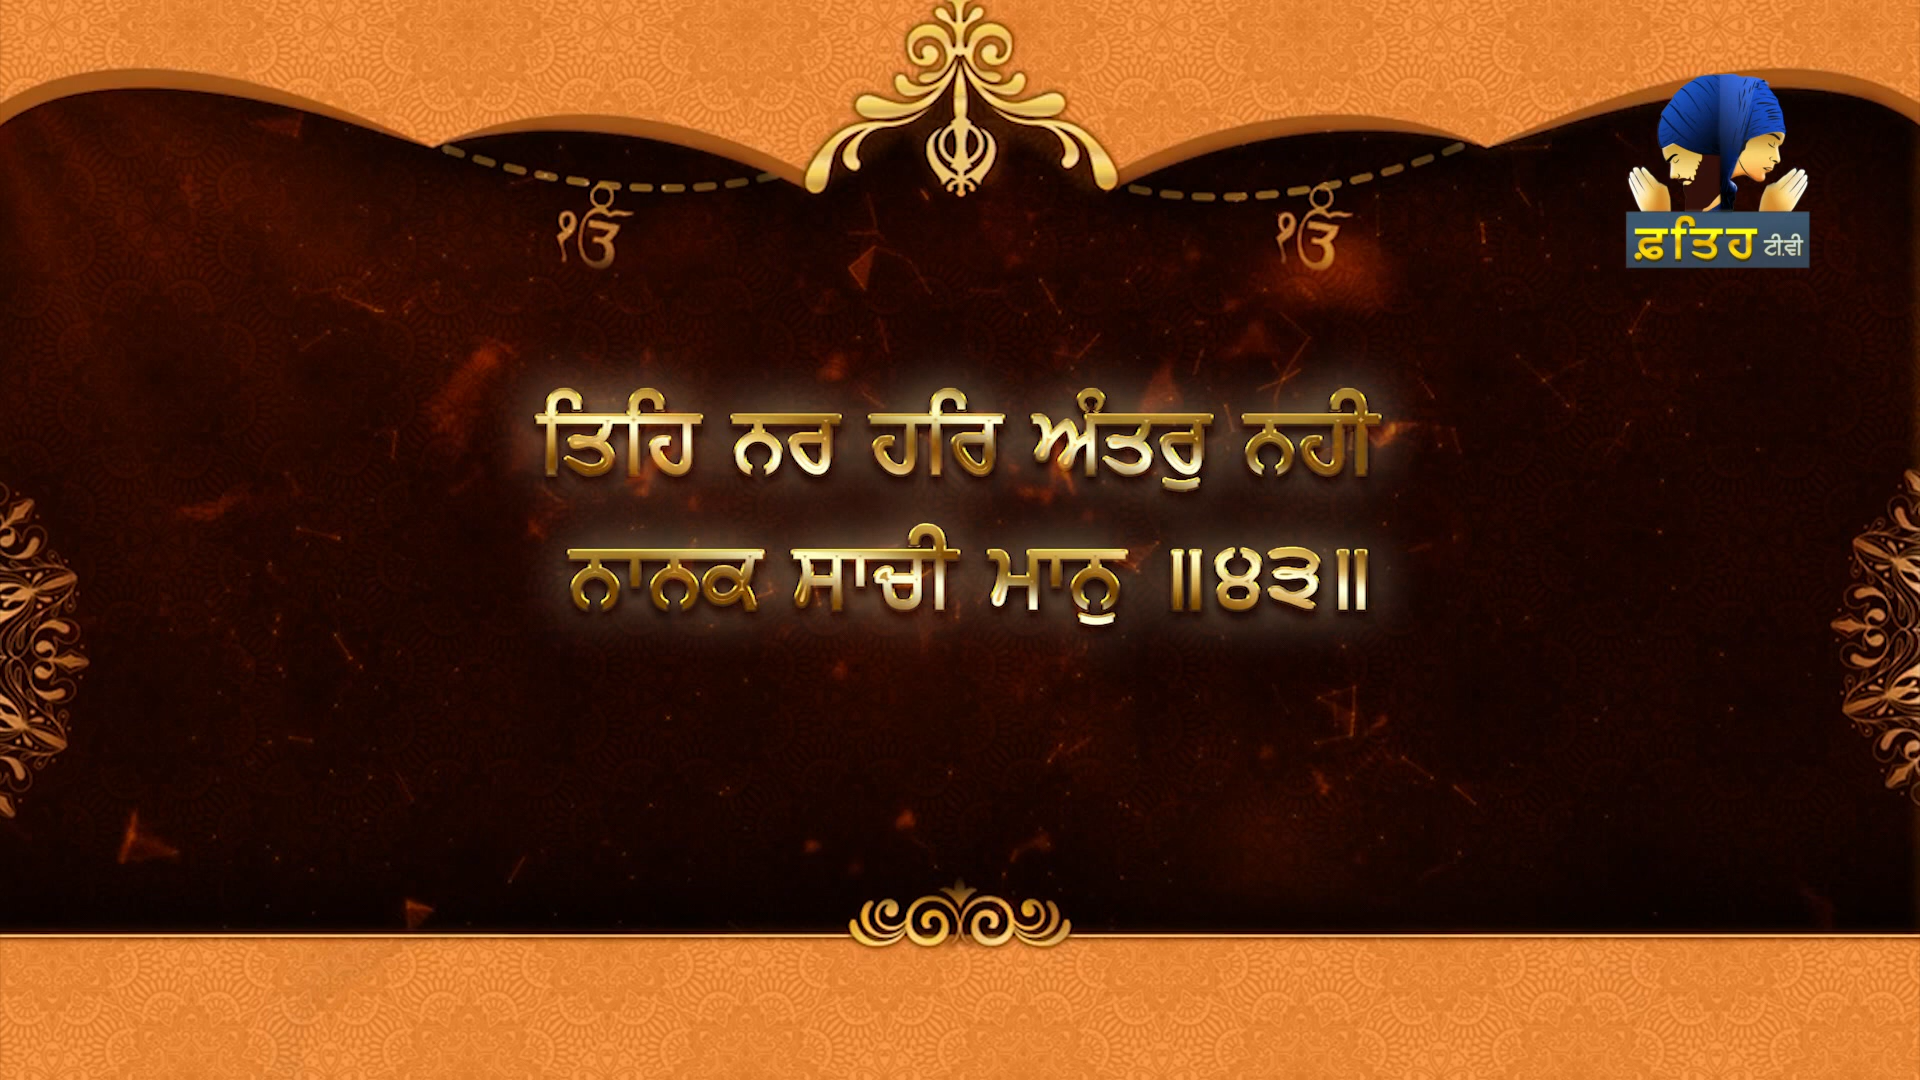 ੴ ੴ
ਫ਼ਤਿਹ ਟੀ.ਵੀ
ਤਿਹ ਨਰ ਹਰਿ ਅੰਤਰੁ ਨਹੀ
ਨਾਨਕ ਸਾਚੀ ਮਾਨੁ ॥੪੩॥